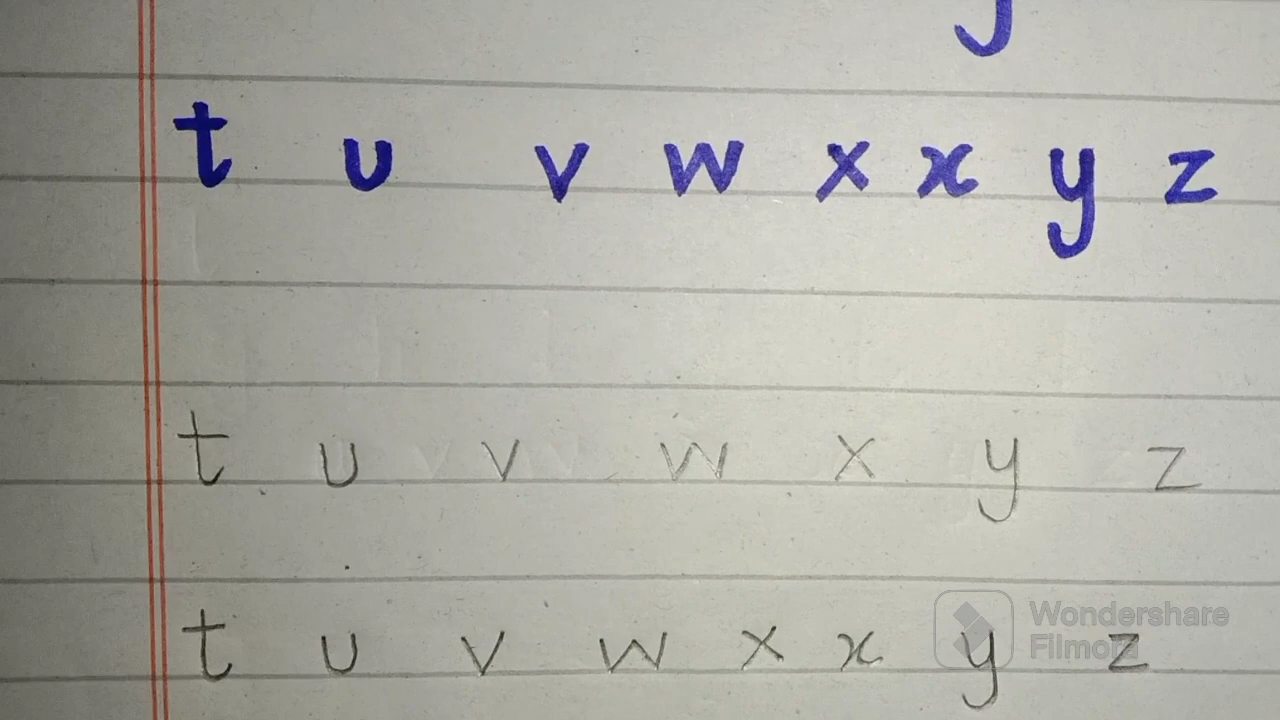 t u v w x x y z
t u v w x y z
t u v w x x y z
Wondershare
Filmora